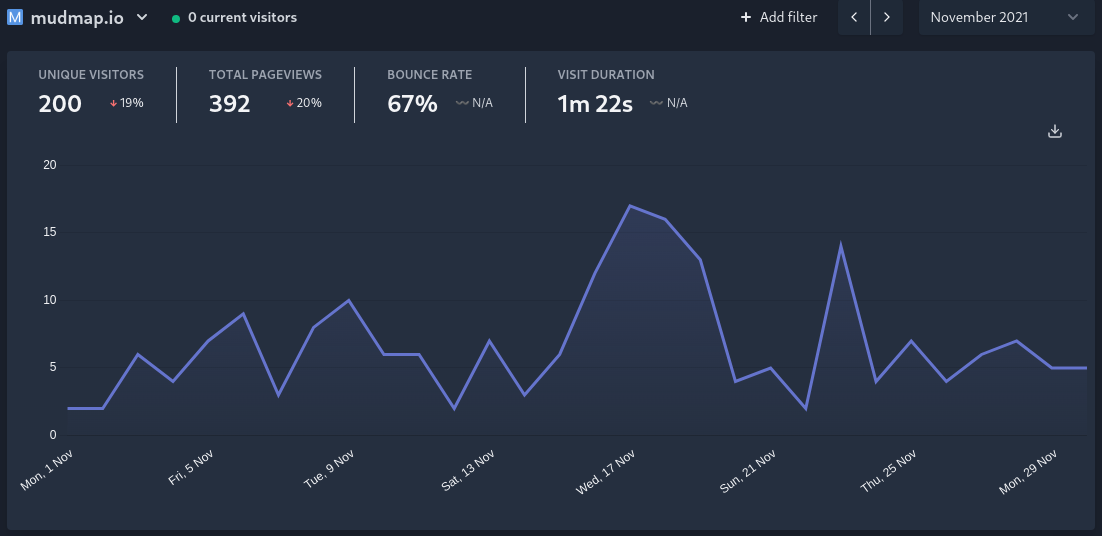 M mudmap.io 0 current visitors + Add filter November 2021
UNIQUE VISITORS TOTAL PAGEVIEWS BOUNCE RATE VISIT DURATION
200 19% 392 20% 67% N/A 1m 22s N/A
20
15
10
5
0
Mon, 1 Nov Fri, 5 Nov Tue, 9 Nov Sat, 13 Nov Wed, 17 Nov Sun, 21 Nov Thu, 25 Nov Mon, 29 Nov